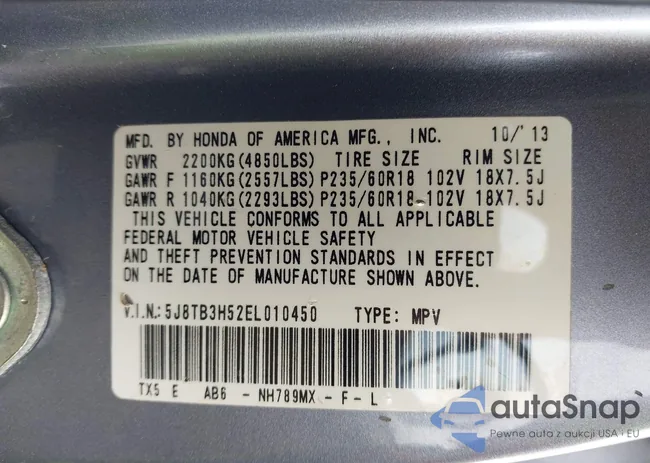 MFD. BY HONDA OF AMERICA MFG., INC. 10/'13
GVWR 2200KG(4850LBS) TIRE SIZE RIM SIZE
GAWR F 1160KG(2557LBS) P235/60R18 102V 18X7.5J
GAWR R 1040KG(2293LBS) P235/60R18 102V 18X7.5J
THIS VEHICLE CONFORMS TO ALL APPLICABLE
FEDERAL MOTOR VEHICLE SAFETY
AND THEFT PREVENTION STANDARDS IN EFFECT
ON THE DATE OF MANUFACTURE SHOWN ABOVE.
V.I.N.:5J8TB3H52EL010450 TYPE: MPV
TX5 E AB6 - NH789MX - F - L
autoSnap
Pewne auta z aukcji USA i EU